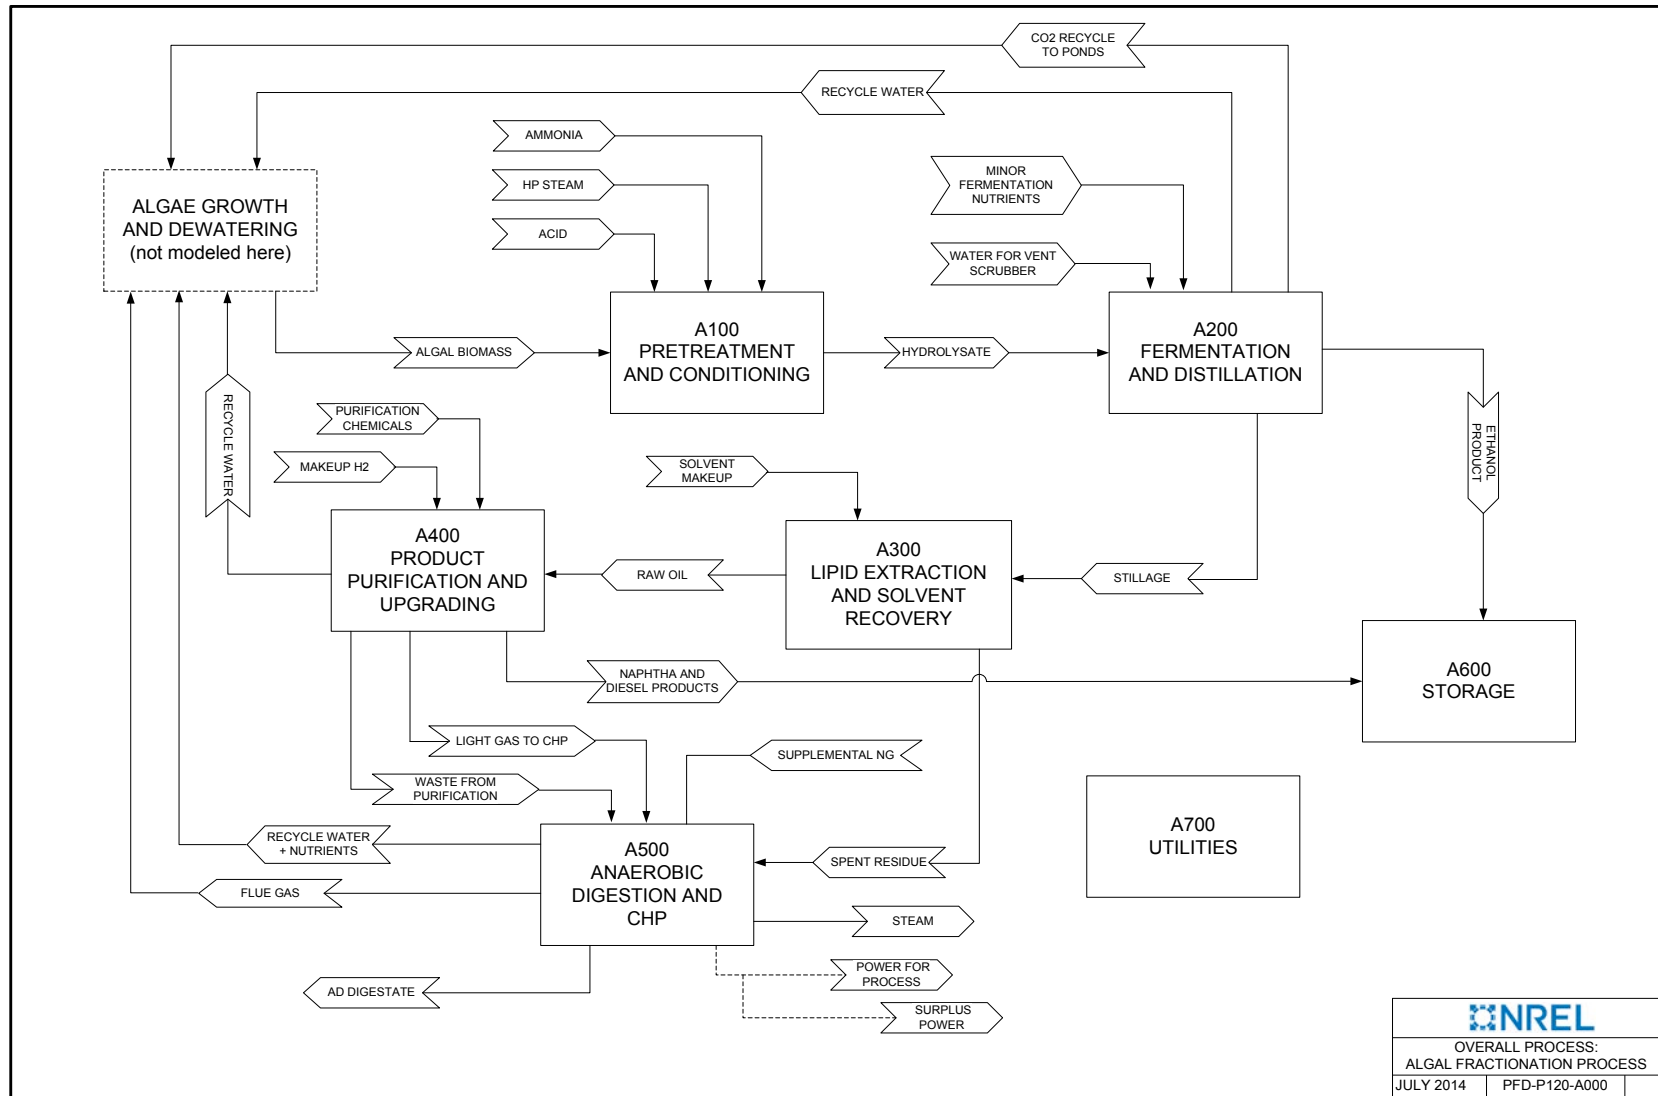 CO2 RECYCLE
TO PONDS
RECYCLE WATER
AMMONIA
HP STEAM
ACID
MINOR
FERMENTATION
NUTRIENTS
WATER FOR VENT
SCRUBBER
ALGAE GROWTH
AND DEWATERING
(not modeled here)
ALGAL BIOMASS
A100
PRETREATMENT
AND CONDITIONING
HYDROLYSATE
A200
FERMENTATION
AND DISTILLATION
RECYCLE WATER
PURIFICATION
CHEMICALS
MAKEUP H2
SOLVENT
MAKEUP
ETHANOL
PRODUCT
A400
PRODUCT
PURIFICATION AND
UPGRADING
RAW OIL
A300
LIPID EXTRACTION
AND SOLVENT
RECOVERY
STILLAGE
NAPHTHA AND
DIESEL PRODUCTS
A600
STORAGE
LIGHT GAS TO CHP
SUPPLEMENTAL NG
WASTE FROM
PURIFICATION
RECYCLE WATER
+ NUTRIENTS
A500
ANAEROBIC
DIGESTION AND
CHP
SPENT RESIDUE
A700
UTILITIES
FLUE GAS
STEAM
AD DIGESTATE
POWER FOR
PROCESS
SURPLUS
POWER
NREL
OVERALL PROCESS:
ALGAL FRACTIONATION PROCESS
JULY 2014 PFD-P120-A000